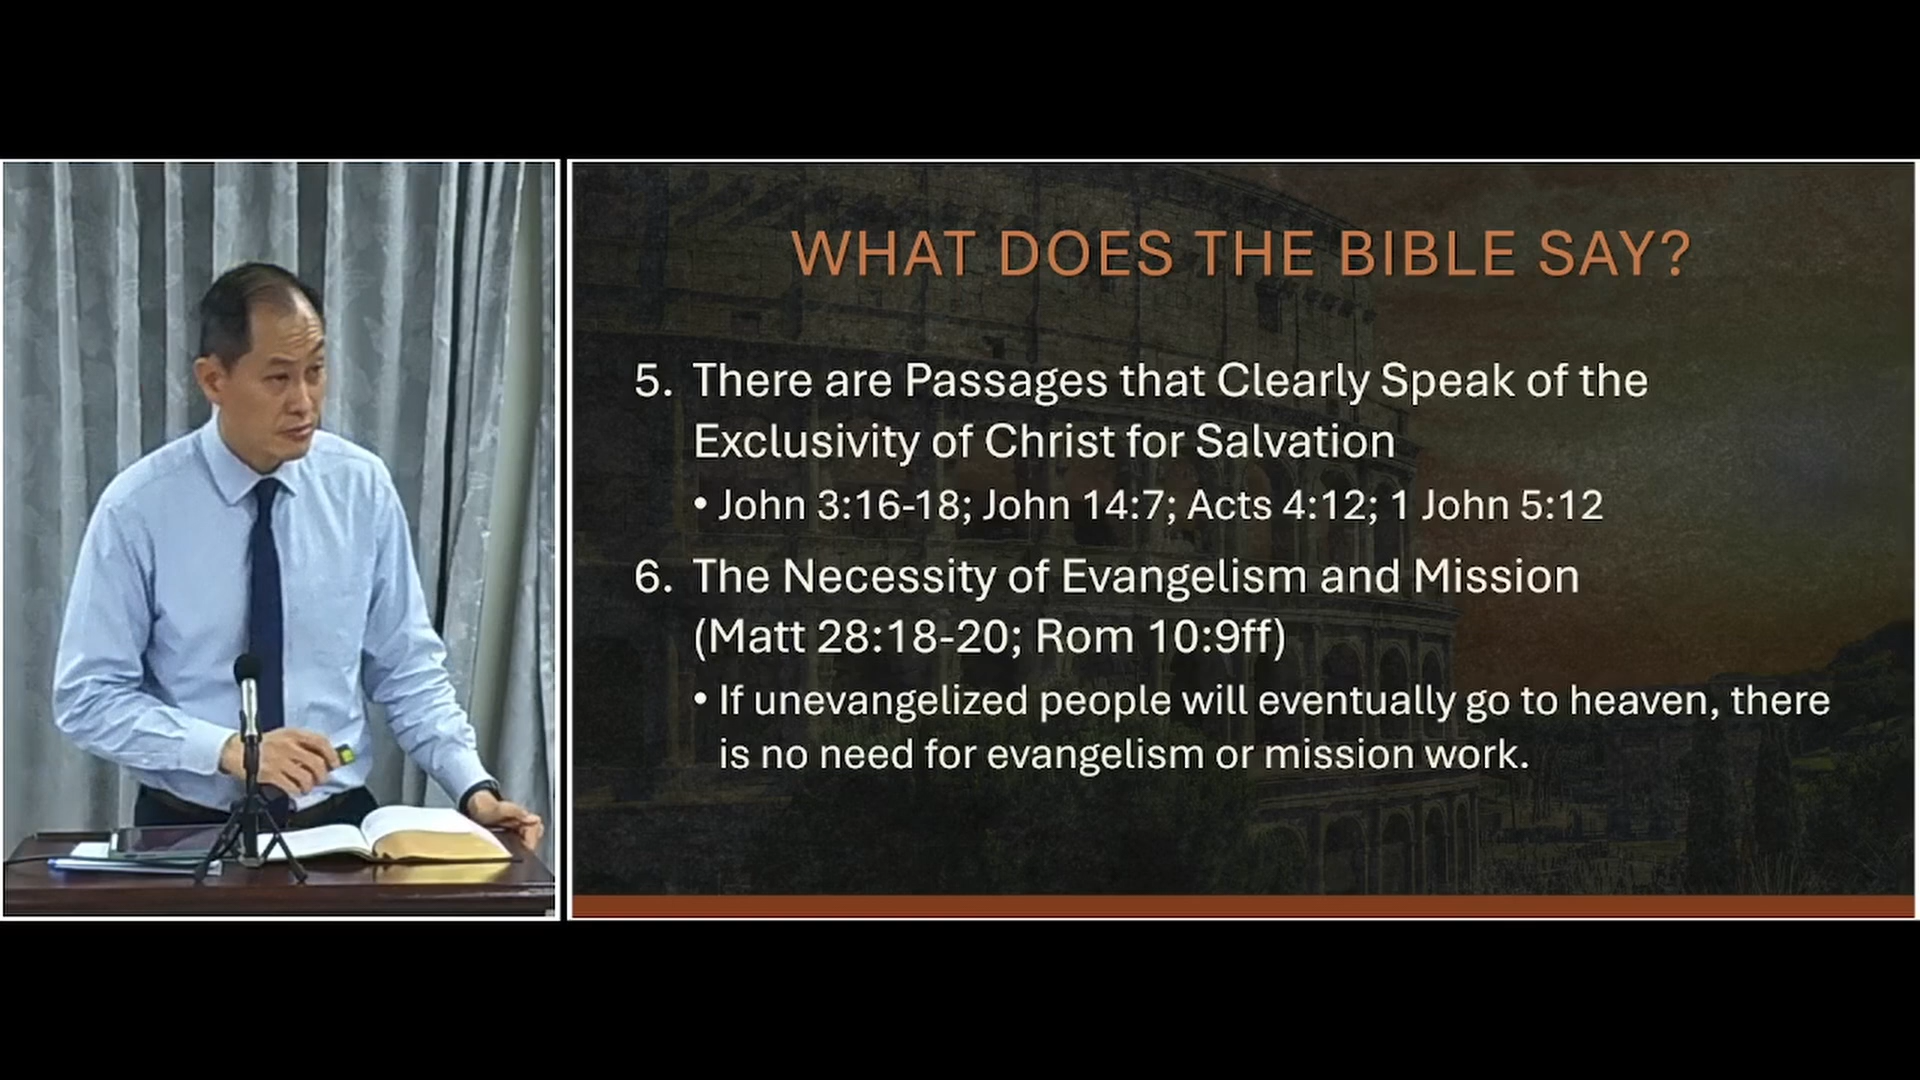 WHAT DOES THE BIBLE SAY?
5. There are Passages that Clearly Speak of the
Exclusivity of Christ for Salvation
• John 3:16-18; John 14:7; Acts 4:12; 1 John 5:12
6. The Necessity of Evangelism and Mission
(Matt 28:18-20; Rom 10:9ff)
• If unevangelized people will eventually go to heaven, there
is no need for evangelism or mission work.